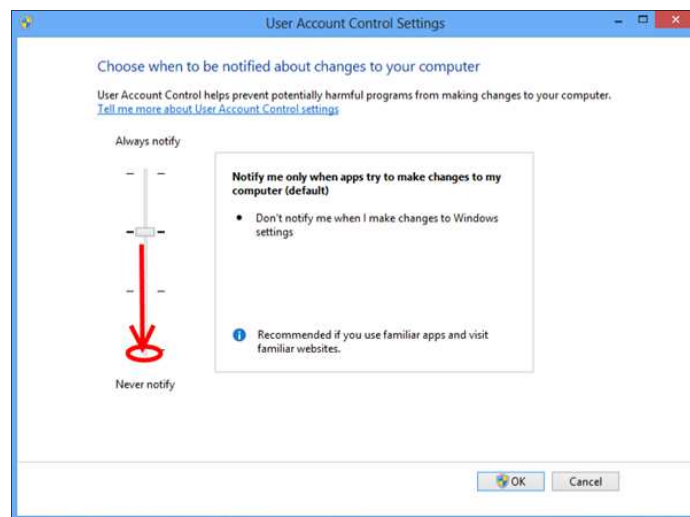 User Account Control Settings
Choose when to be notified about changes to your computer
User Account Control helps prevent potentially harmful programs from making changes to your computer.
Tell me more about User Account Control settings
Always notify
Notify me only when apps try to make changes to my
computer (default)
• Don't notify me when I make changes to Windows
settings
Recommended if you use familiar apps and visit
familiar websites.
Never notify
OK
Cancel